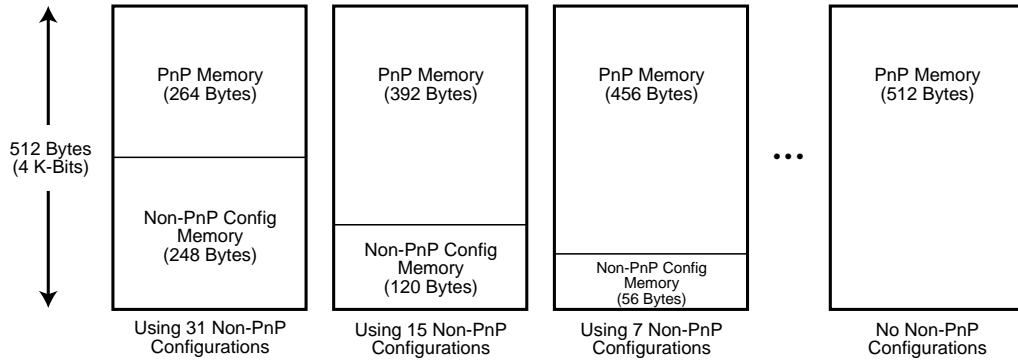 512 Bytes
(4 K-Bits)
PnP Memory
(264 Bytes)
Non-PnP Config
Memory
(248 Bytes)
Using 31 Non-PnP
Configurations
PnP Memory
(392 Bytes)
Non-PnP Config
Memory
(120 Bytes)
Using 15 Non-PnP
Configurations
PnP Memory
(456 Bytes)
Non-PnP Config
Memory
(56 Bytes)
Using 7 Non-PnP
Configurations
...
PnP Memory
(512 Bytes)
No Non-PnP
Configurations